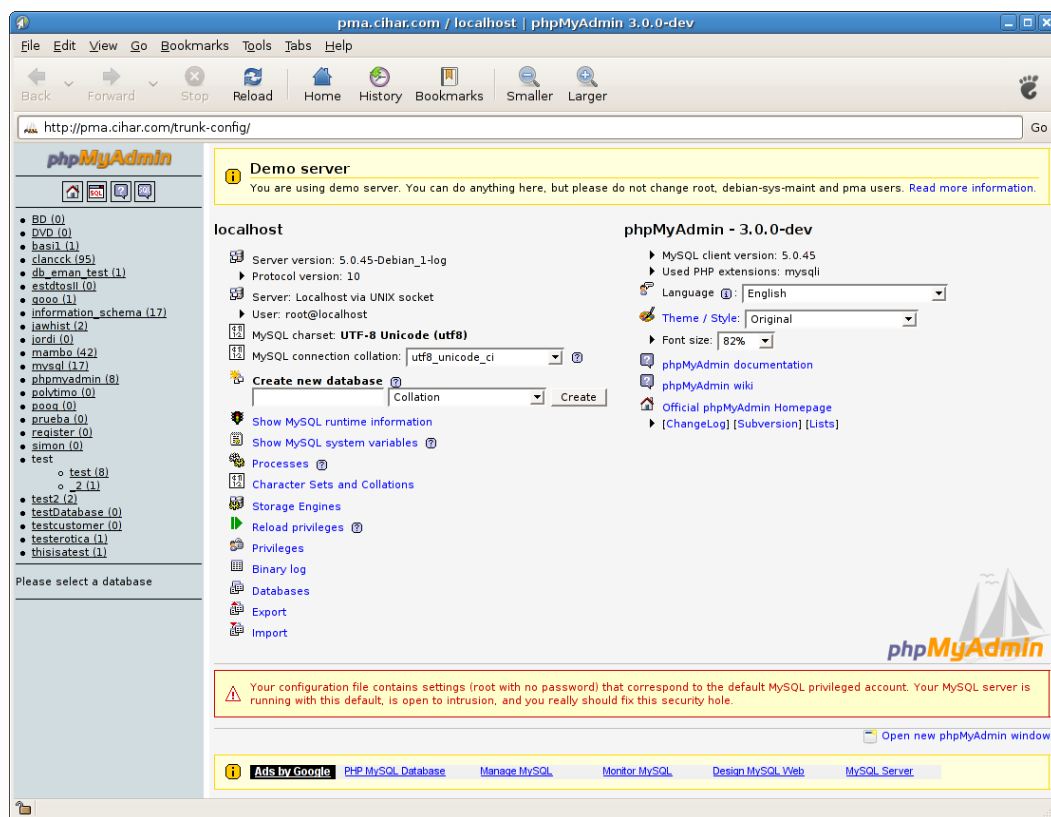 pma.cihar.com / localhost | phpMyAdmin 3.0.0-dev
File Edit View Go Bookmarks Tools Tabs Help
Back Forward Stop Reload Home History Bookmarks Smaller Larger
http://pma.cihar.com/trunk-config/ Go
phpMyAdmin
SQL
BD (0)
DVD (0)
basi1 (1)
clancck (95)
db_eman_test (1)
estdtosII (0)
gooo (1)
information_schema (17)
jawhist (2)
jordi (0)
mambo (42)
mysql (17)
phpmyadmin (8)
polytimo (0)
pooq (0)
prueba (0)
register (0)
simon (0)
test
test (8)
_2 (1)
test2 (2)
testDatabase (0)
testcustomer (0)
testerotica (1)
thisisatest (1)
Please select a database
Demo server
You are using demo server. You can do anything here, but please do not change root, debian-sys-maint and pma users. Read more information.
localhost
Server version: 5.0.45-Debian_1-log
Protocol version: 10
Server: Localhost via UNIX socket
User: root@localhost
MySQL charset: UTF-8 Unicode (utf8)
MySQL connection collation: utf8_unicode_ci
Create new database
Collation Create
Show MySQL runtime information
Show MySQL system variables
Processes
Character Sets and Collations
Storage Engines
Reload privileges
Privileges
Binary log
Databases
Export
Import
phpMyAdmin - 3.0.0-dev
MySQL client version: 5.0.45
Used PHP extensions: mysqli
Language : English
Theme / Style: Original
Font size: 82%
phpMyAdmin documentation
phpMyAdmin wiki
Official phpMyAdmin Homepage
[ChangeLog] [Subversion] [Lists]
phpMyAdmin
Your configuration file contains settings (root with no password) that correspond to the default MySQL privileged account. Your MySQL server is
running with this default, is open to intrusion, and you really should fix this security hole.
Open new phpMyAdmin window
Ads by Google PHP MySQL Database Manage MySQL Monitor MySQL Design MySQL Web MySQL Server